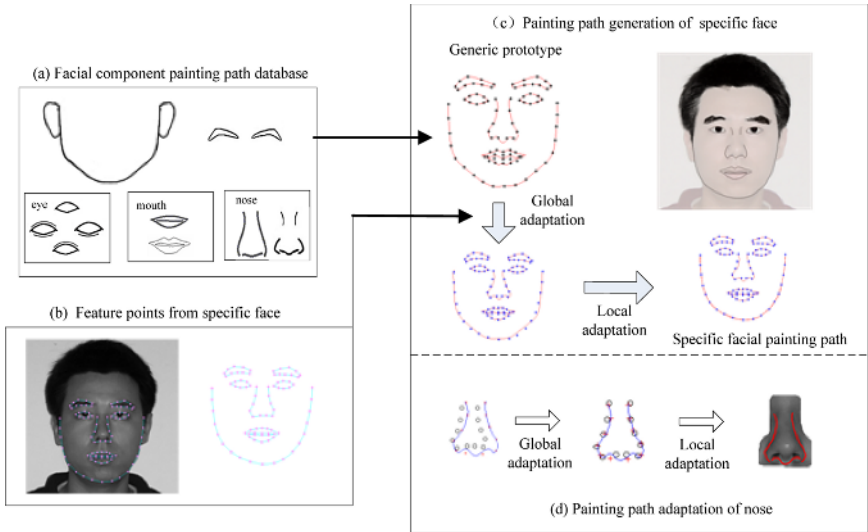 (a) Facial component painting path database
eye
mouth
nose
(b) Feature points from specific face
(c) Painting path generation of specific face
Generic prototype
Global
adaptation
Local
adaptation
Specific facial painting path
Global
adaptation
Local
adaptation
(d) Painting path adaptation of nose